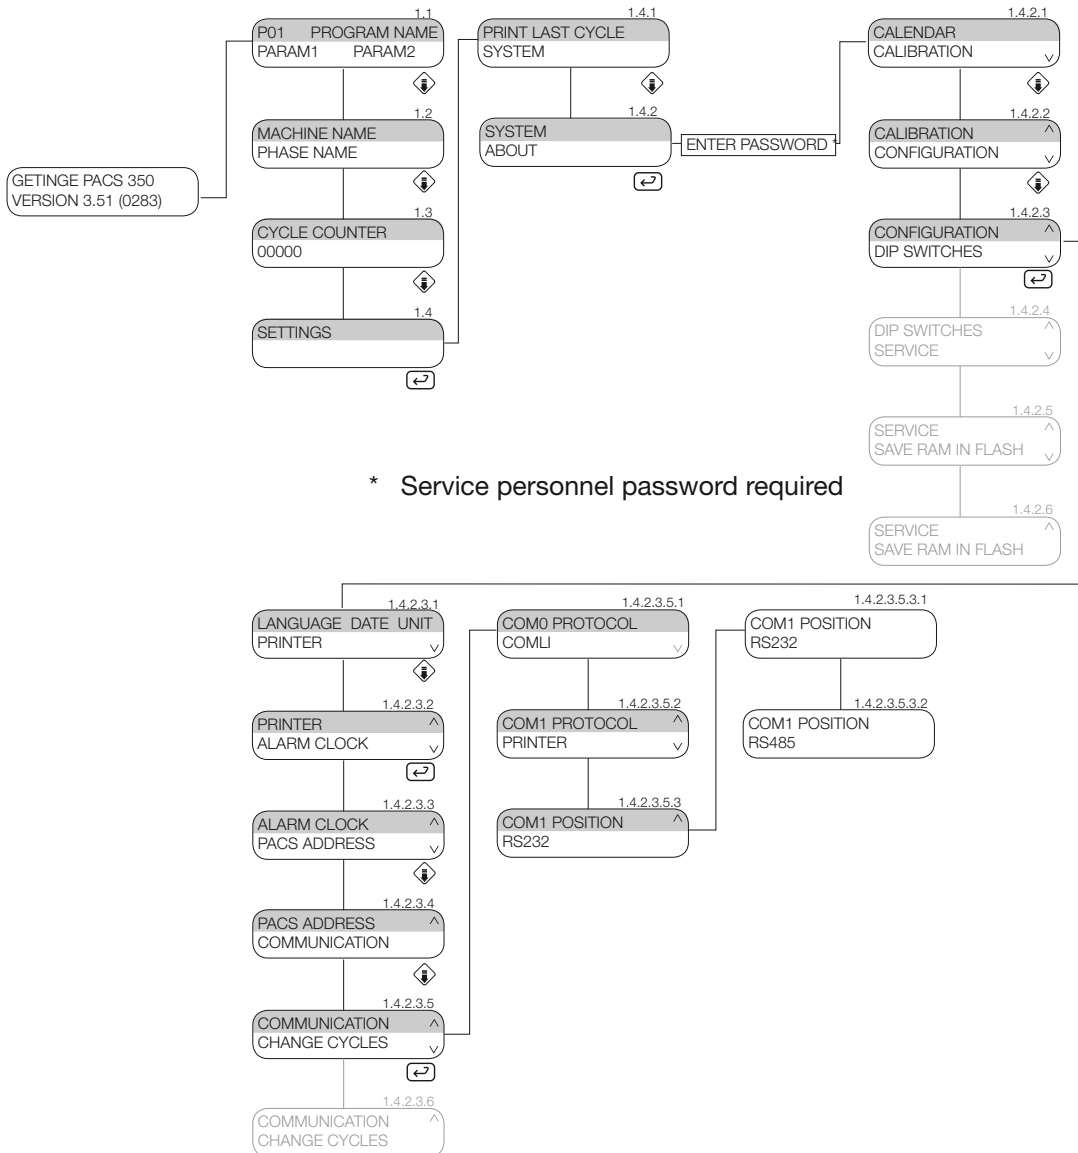 GETINGE PACS 350
VERSION 3.51 (0283)
1.1
P01 PROGRAM NAME
PARAM1 PARAM2
1.2
MACHINE NAME
PHASE NAME
1.3
CYCLE COUNTER
00000
1.4
SETTINGS
1.4.1
PRINT LAST CYCLE
SYSTEM
1.4.2
SYSTEM
ABOUT
ENTER PASSWORD *
1.4.2.1
CALENDAR
CALIBRATION
1.4.2.2
CALIBRATION
CONFIGURATION
1.4.2.3
CONFIGURATION
DIP SWITCHES
1.4.2.4
DIP SWITCHES
SERVICE
1.4.2.5
SERVICE
SAVE RAM IN FLASH
1.4.2.6
SERVICE
SAVE RAM IN FLASH
* Service personnel password required
1.4.2.3.1
LANGUAGE DATE UNIT
PRINTER
1.4.2.3.2
PRINTER
ALARM CLOCK
1.4.2.3.3
ALARM CLOCK
PACS ADDRESS
1.4.2.3.4
PACS ADDRESS
COMMUNICATION
1.4.2.3.5
COMMUNICATION
CHANGE CYCLES
1.4.2.3.6
COMMUNICATION
CHANGE CYCLES
1.4.2.3.5.1
COM0 PROTOCOL
COMLI
1.4.2.3.5.2
COM1 PROTOCOL
PRINTER
1.4.2.3.5.3
COM1 POSITION
RS232
1.4.2.3.5.3.1
COM1 POSITION
RS232
1.4.2.3.5.3.2
COM1 POSITION
RS485